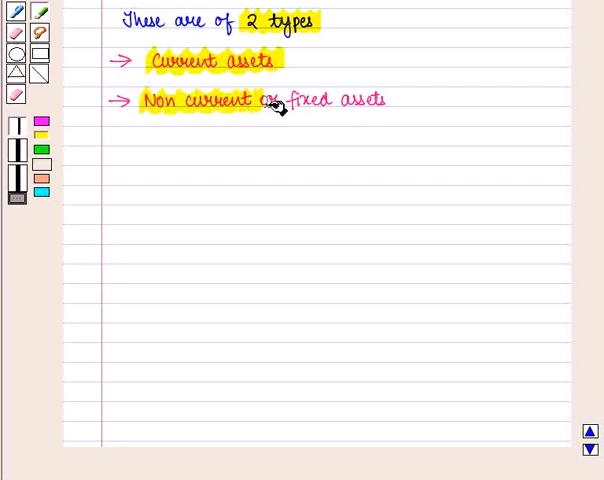 These are of 2 types
→ Current assets
→ Non current or fixed assets